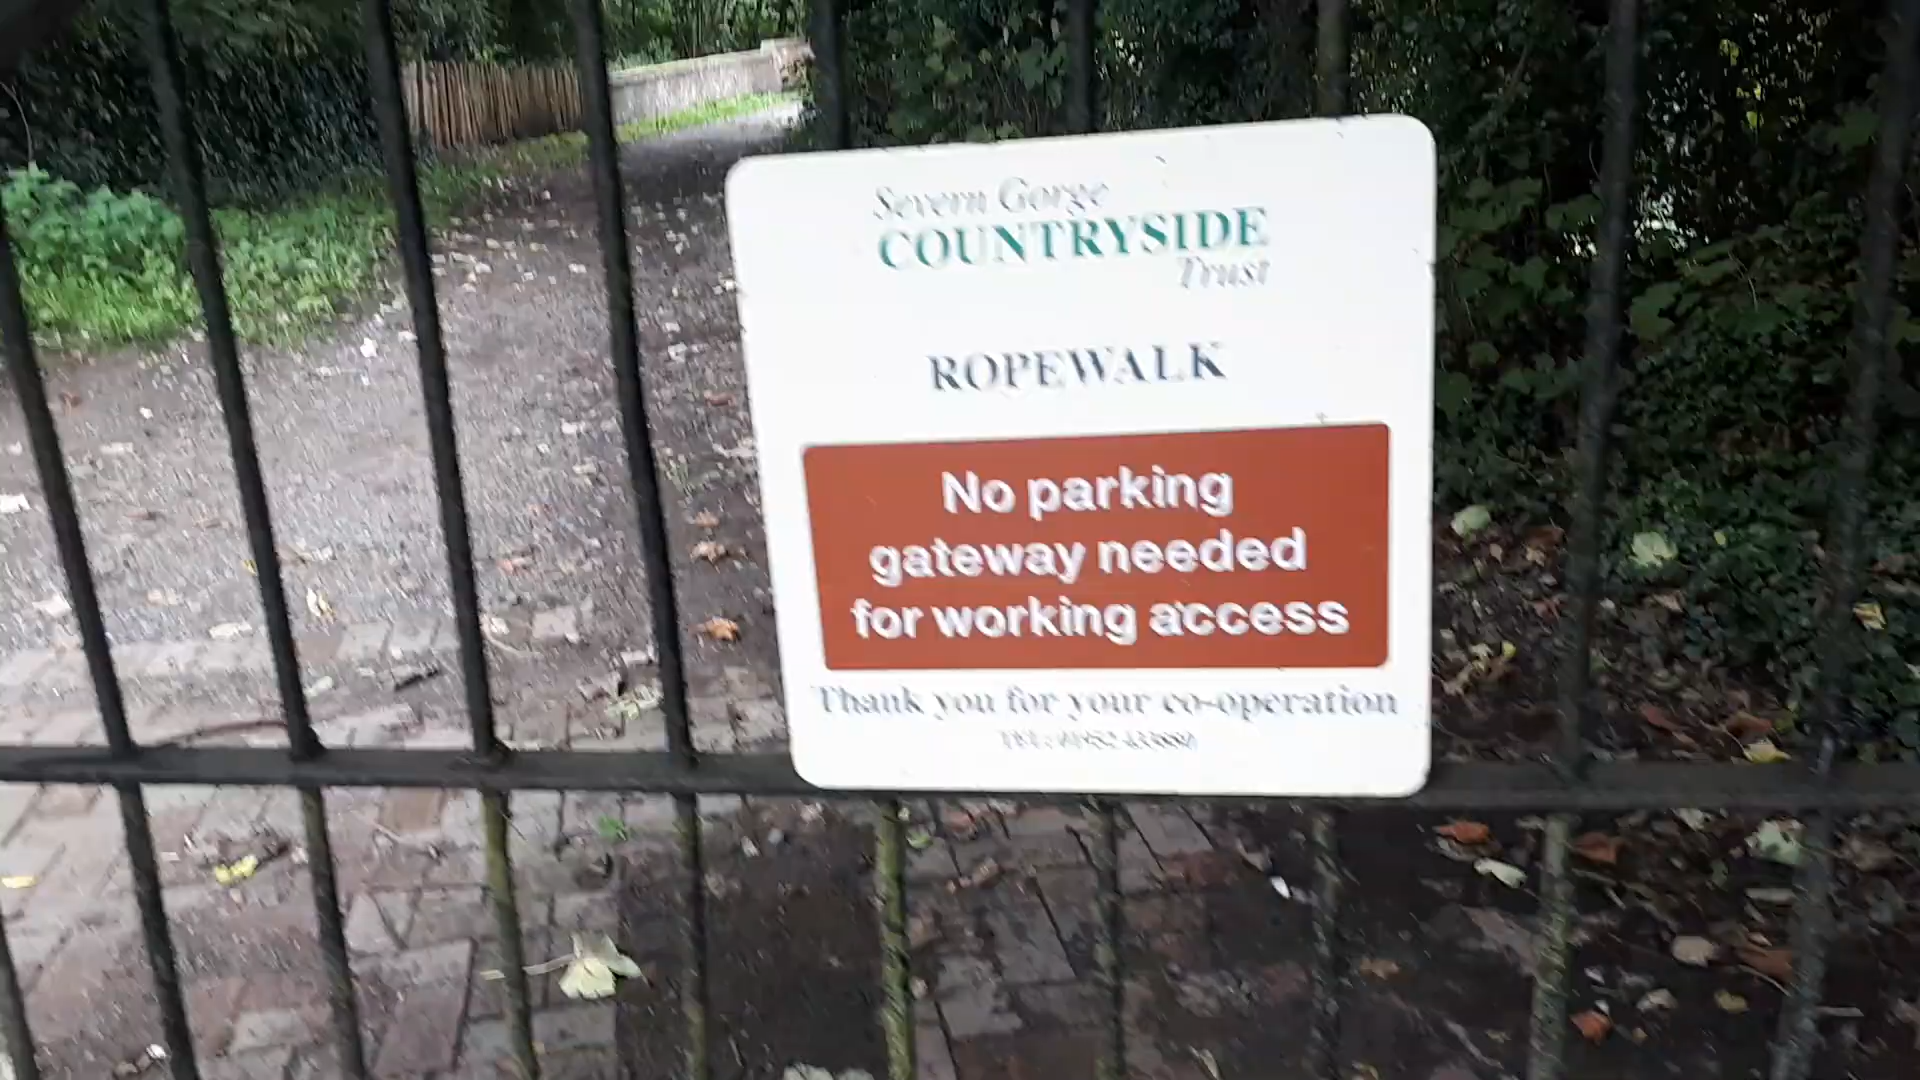 Severn Gorge
COUNTRYSIDE
Trust
ROPEWALK
No parking
gateway needed
for working access
Thank you for your co-operation